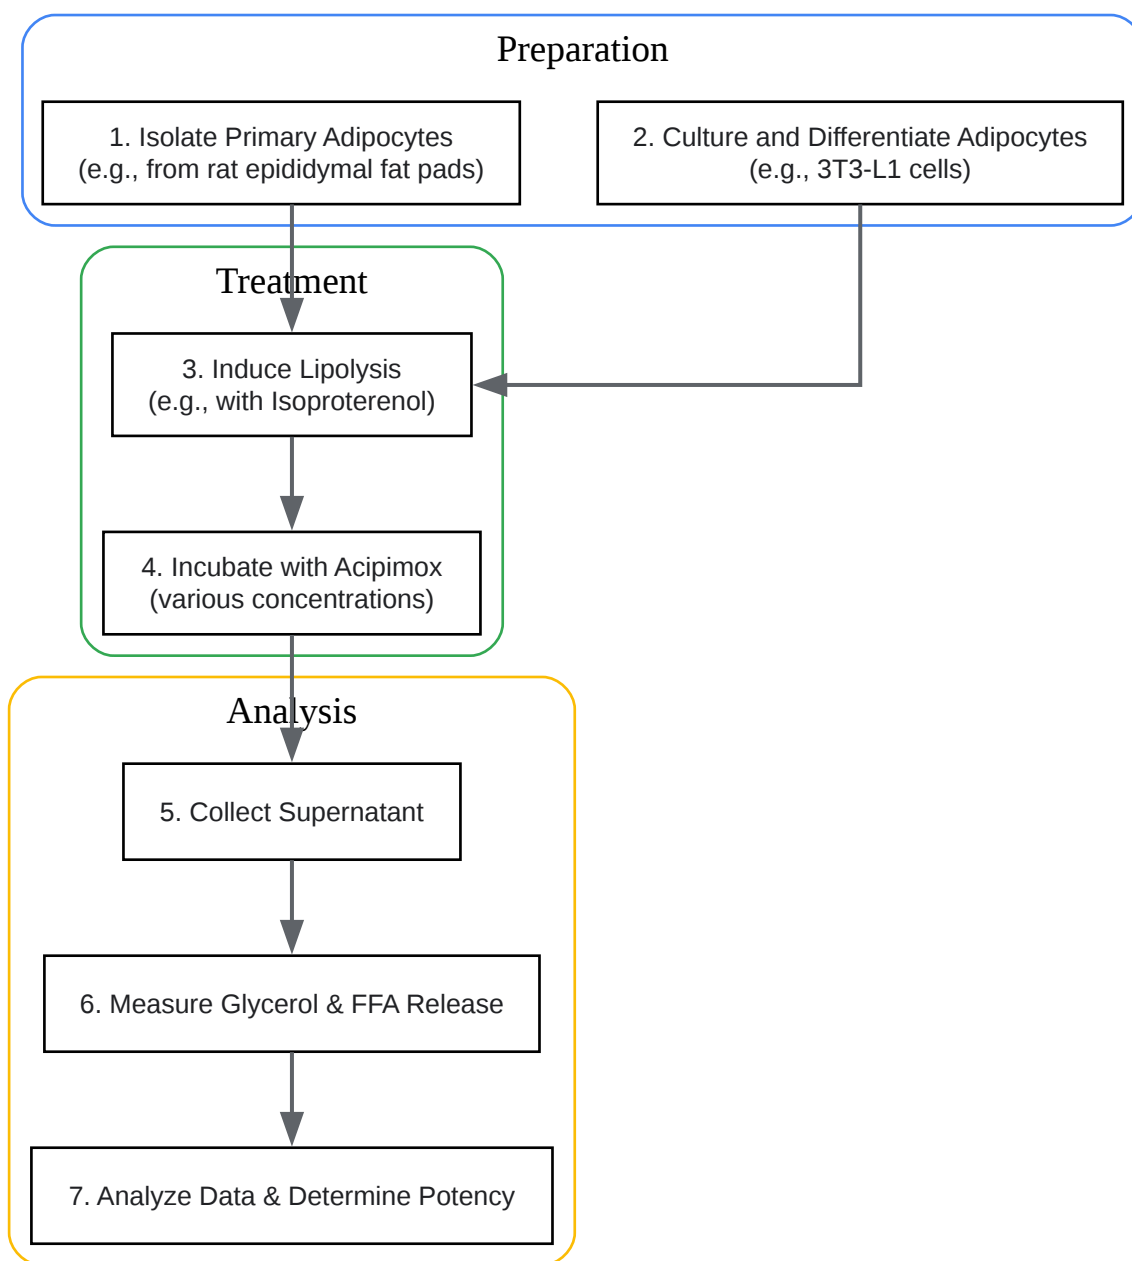 Preparation
1. Isolate Primary Adipocytes
(e.g., from rat epididymal fat pads)
2. Culture and Differentiate Adipocytes
(e.g., 3T3-L1 cells)
Treatment
3. Induce Lipolysis
(e.g., with Isoproterenol)
4. Incubate with Acipimox
(various concentrations)
Analysis
5. Collect Supernatant
6. Measure Glycerol & FFA Release
7. Analyze Data & Determine Potency